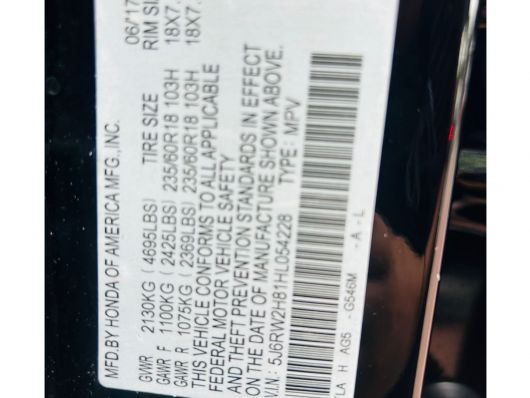 MFD.BY HONDA OF AMERICA MFG., INC. 06/17
GVWR 2130KG (4695LBS) TIRE SIZE RIM SI
GAWR F 1100KG (2425LBS) 235/60R18 103H 18X7.
GAWR R 1075KG (2369LBS) 235/60R18 103H 18X7.
THIS VEHICLE CONFORMS TO ALL APPLICABLE
FEDERAL MOTOR VEHICLE SAFETY
AND THEFT PREVENTION STANDARDS IN EFFECT
ON THE DATE OF MANUFACTURE SHOWN ABOVE.
V.I.N.: 5J6RW2H81HL054228 TYPE: MPV
TLA H AG5 - G546M - A - L